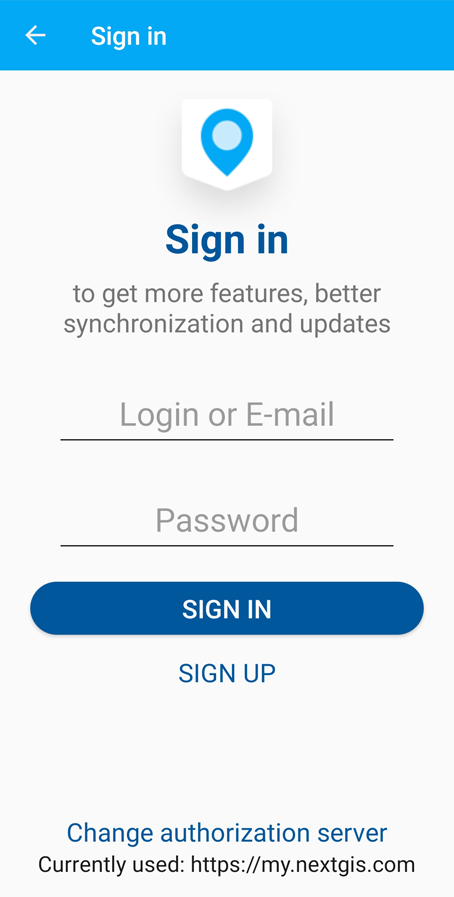 Sign in
Sign in
to get more features, better
synchronization and updates
Login or E-mail
Password
SIGN IN
SIGN UP
Change authorization server
Currently used: https://my.nextgis.com